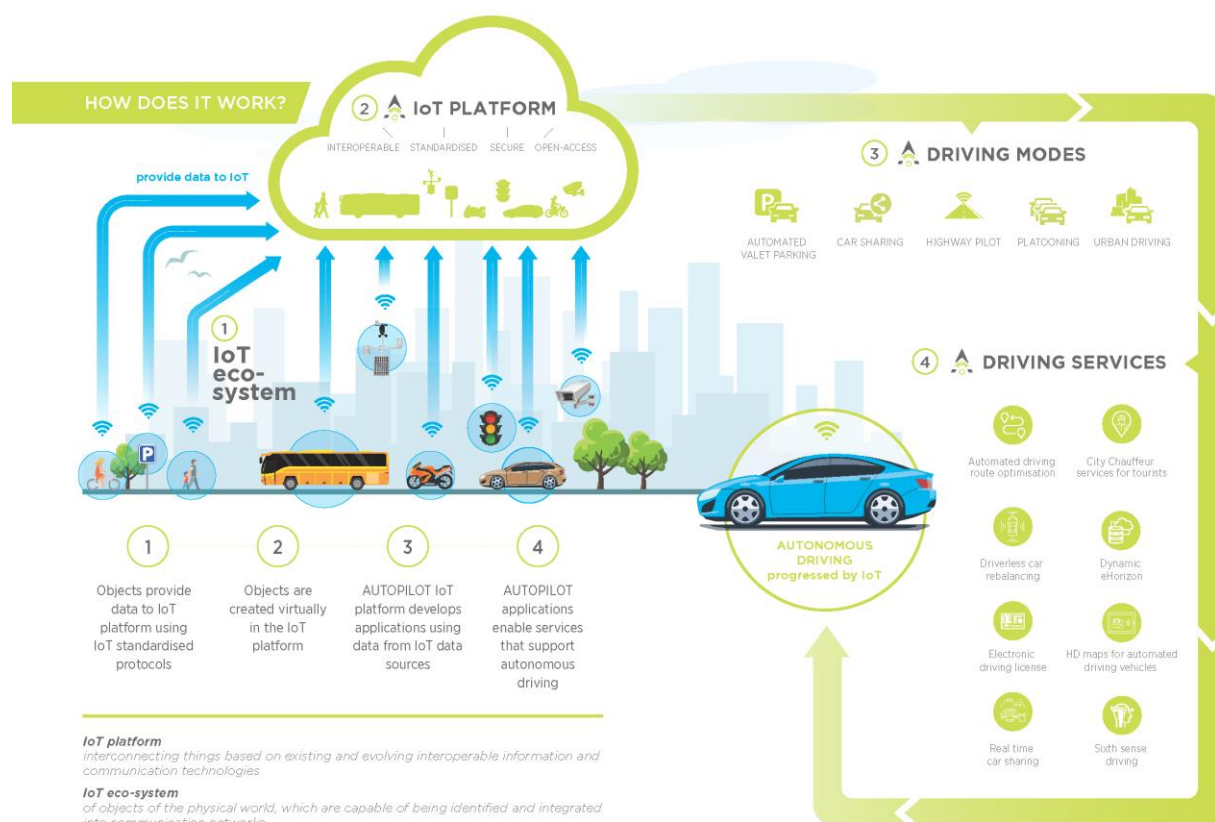 HOW DOES IT WORK?
2 IoT PLATFORM
INTEROPERABLE STANDARDISED SECURE OPEN-ACCESS
provide data to IoT
1
IoT
eco-
system
P
3 DRIVING MODES
P
AUTOMATED
VALET PARKING
CAR SHARING
HIGHWAY PILOT
PLATOONING
URBAN DRIVING
4 DRIVING SERVICES
Automated driving
route optimisation
City Chauffeur
services for tourists
Driverless car
rebalancing
Dynamic
eHorizon
Electronic
driving license
HD maps for automated
driving vehicles
Real time
car sharing
Sixth sense
driving
AUTONOMOUS
DRIVING
progressed by IoT
1
Objects provide
data to IoT
platform using
IoT standardised
protocols
2
Objects are
created virtually
in the IoT
platform
3
AUTOPILOT IoT
platform develops
applications using
data from IoT data
sources
4
AUTOPILOT
applications
enable services
that support
autonomous
driving
IoT platform
interconnecting things based on existing and evolving interoperable information and
communication technologies
IoT eco-system
of objects of the physical world, which are capable of being identified and integrated
into communication networks